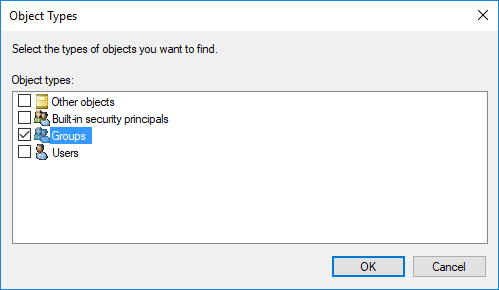 Object Types
Select the types of objects you want to find.
Object types:
Other objects
Built-in security principals
Groups
Users
OK
Cancel